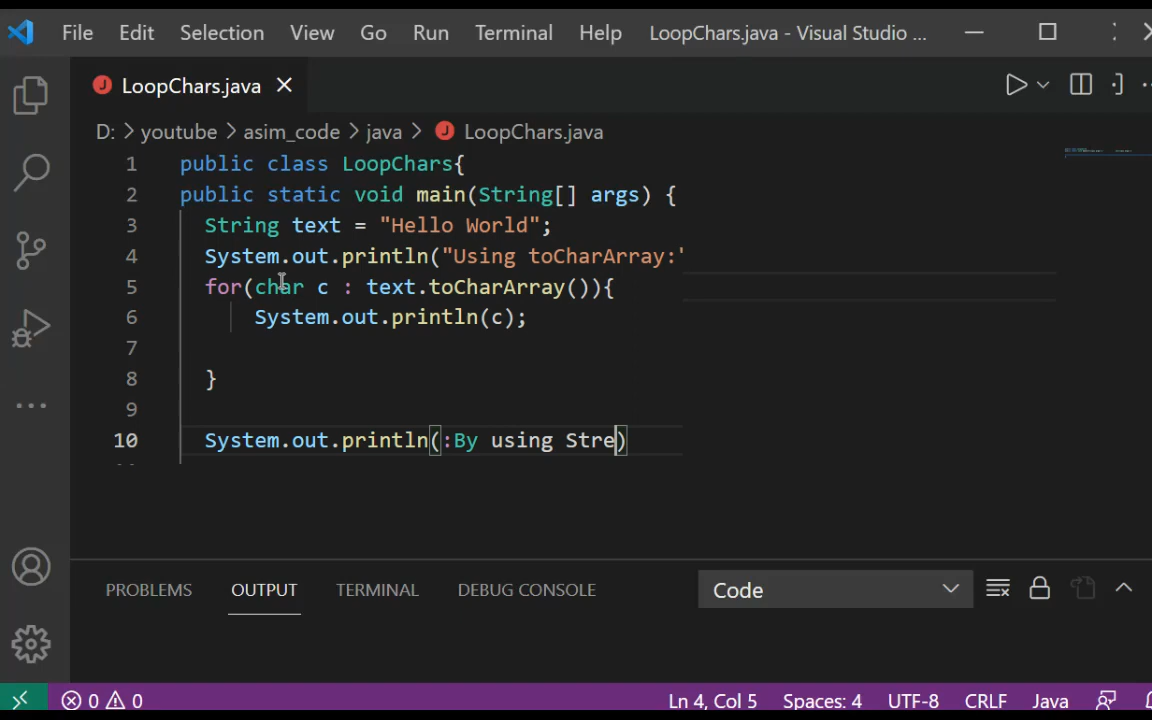 File Edit Selection View Go Run Terminal Help LoopChars.java - Visual Studio ...
LoopChars.java
D: > youtube > asim_code > java > LoopChars.java
1 public class LoopChars{
2 public static void main(String[] args) {
3 String text = "Hello World";
4 System.out.println("Using toCharArray:"
5 for(char c : text.toCharArray()){
6 System.out.println(c);
7
8 }
9
10 System.out.println(:By using Stre)
PROBLEMS OUTPUT TERMINAL DEBUG CONSOLE Code
0 0 Ln 4, Col 5 Spaces: 4 UTF-8 CRLF Java